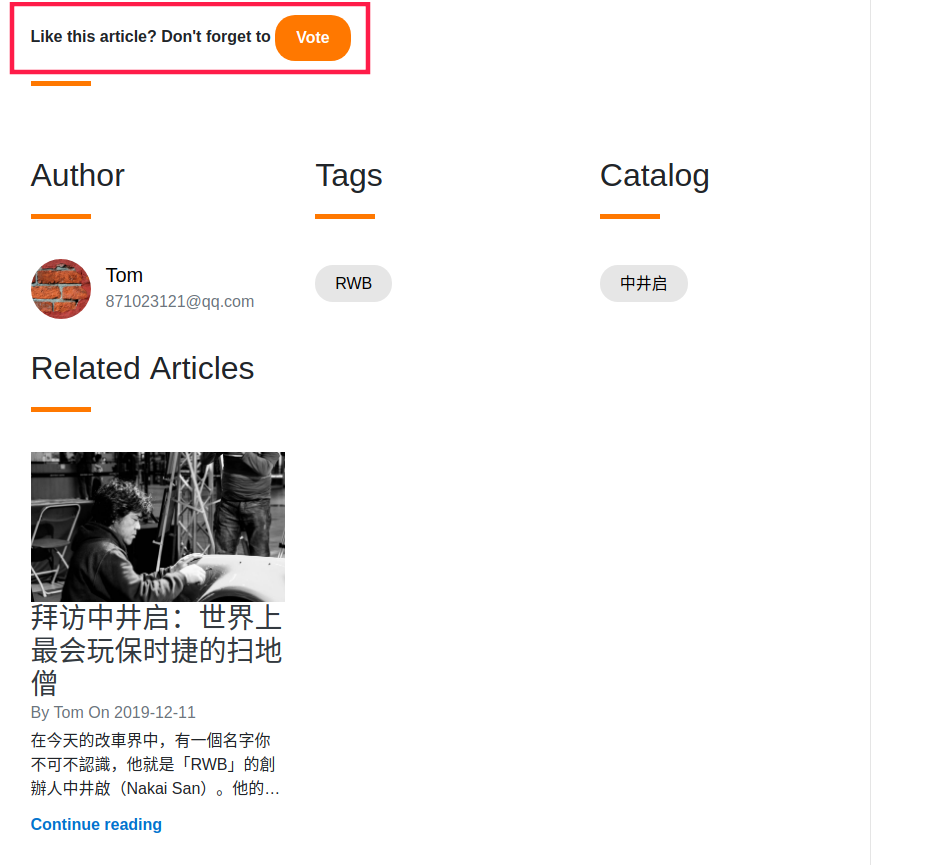 Like this article? Don't forget to Vote
Author
Tags
Catalog
Tom
871023121@qq.com
RWB
中井启
Related Articles
拜访中井启：世界上
最会玩保时捷的扫地
僧
By Tom On 2019-12-11
在今天的改車界中，有一個名字你
不可不認識，他就是「RWB」的創
辦人中井啟（Nakai San）。他的…
Continue reading